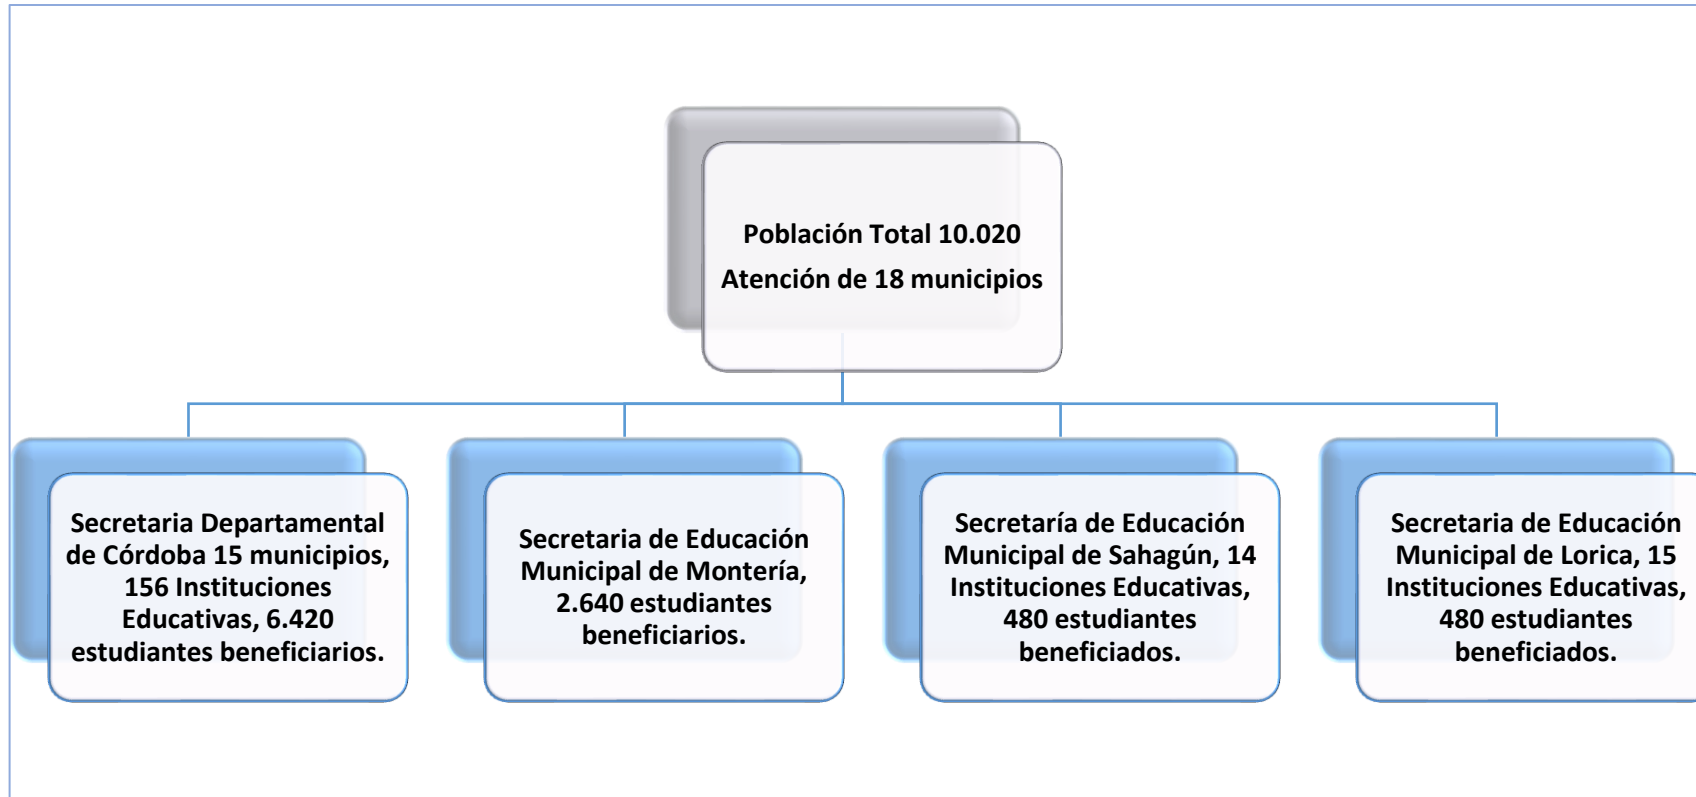 Población Total 10.020
Atención de 18 municipios
Secretaria Departamental
de Córdoba 15 municipios,
156 Instituciones
Educativas, 6.420
estudiantes beneficiarios.
Secretaria de Educación
Municipal de Montería,
2.640 estudiantes
beneficiarios.
Secretaría de Educación
Municipal de Sahagún, 14
Instituciones Educativas,
480 estudiantes
beneficiados.
Secretaria de Educación
Municipal de Lorica, 15
Instituciones Educativas,
480 estudiantes
beneficiados.